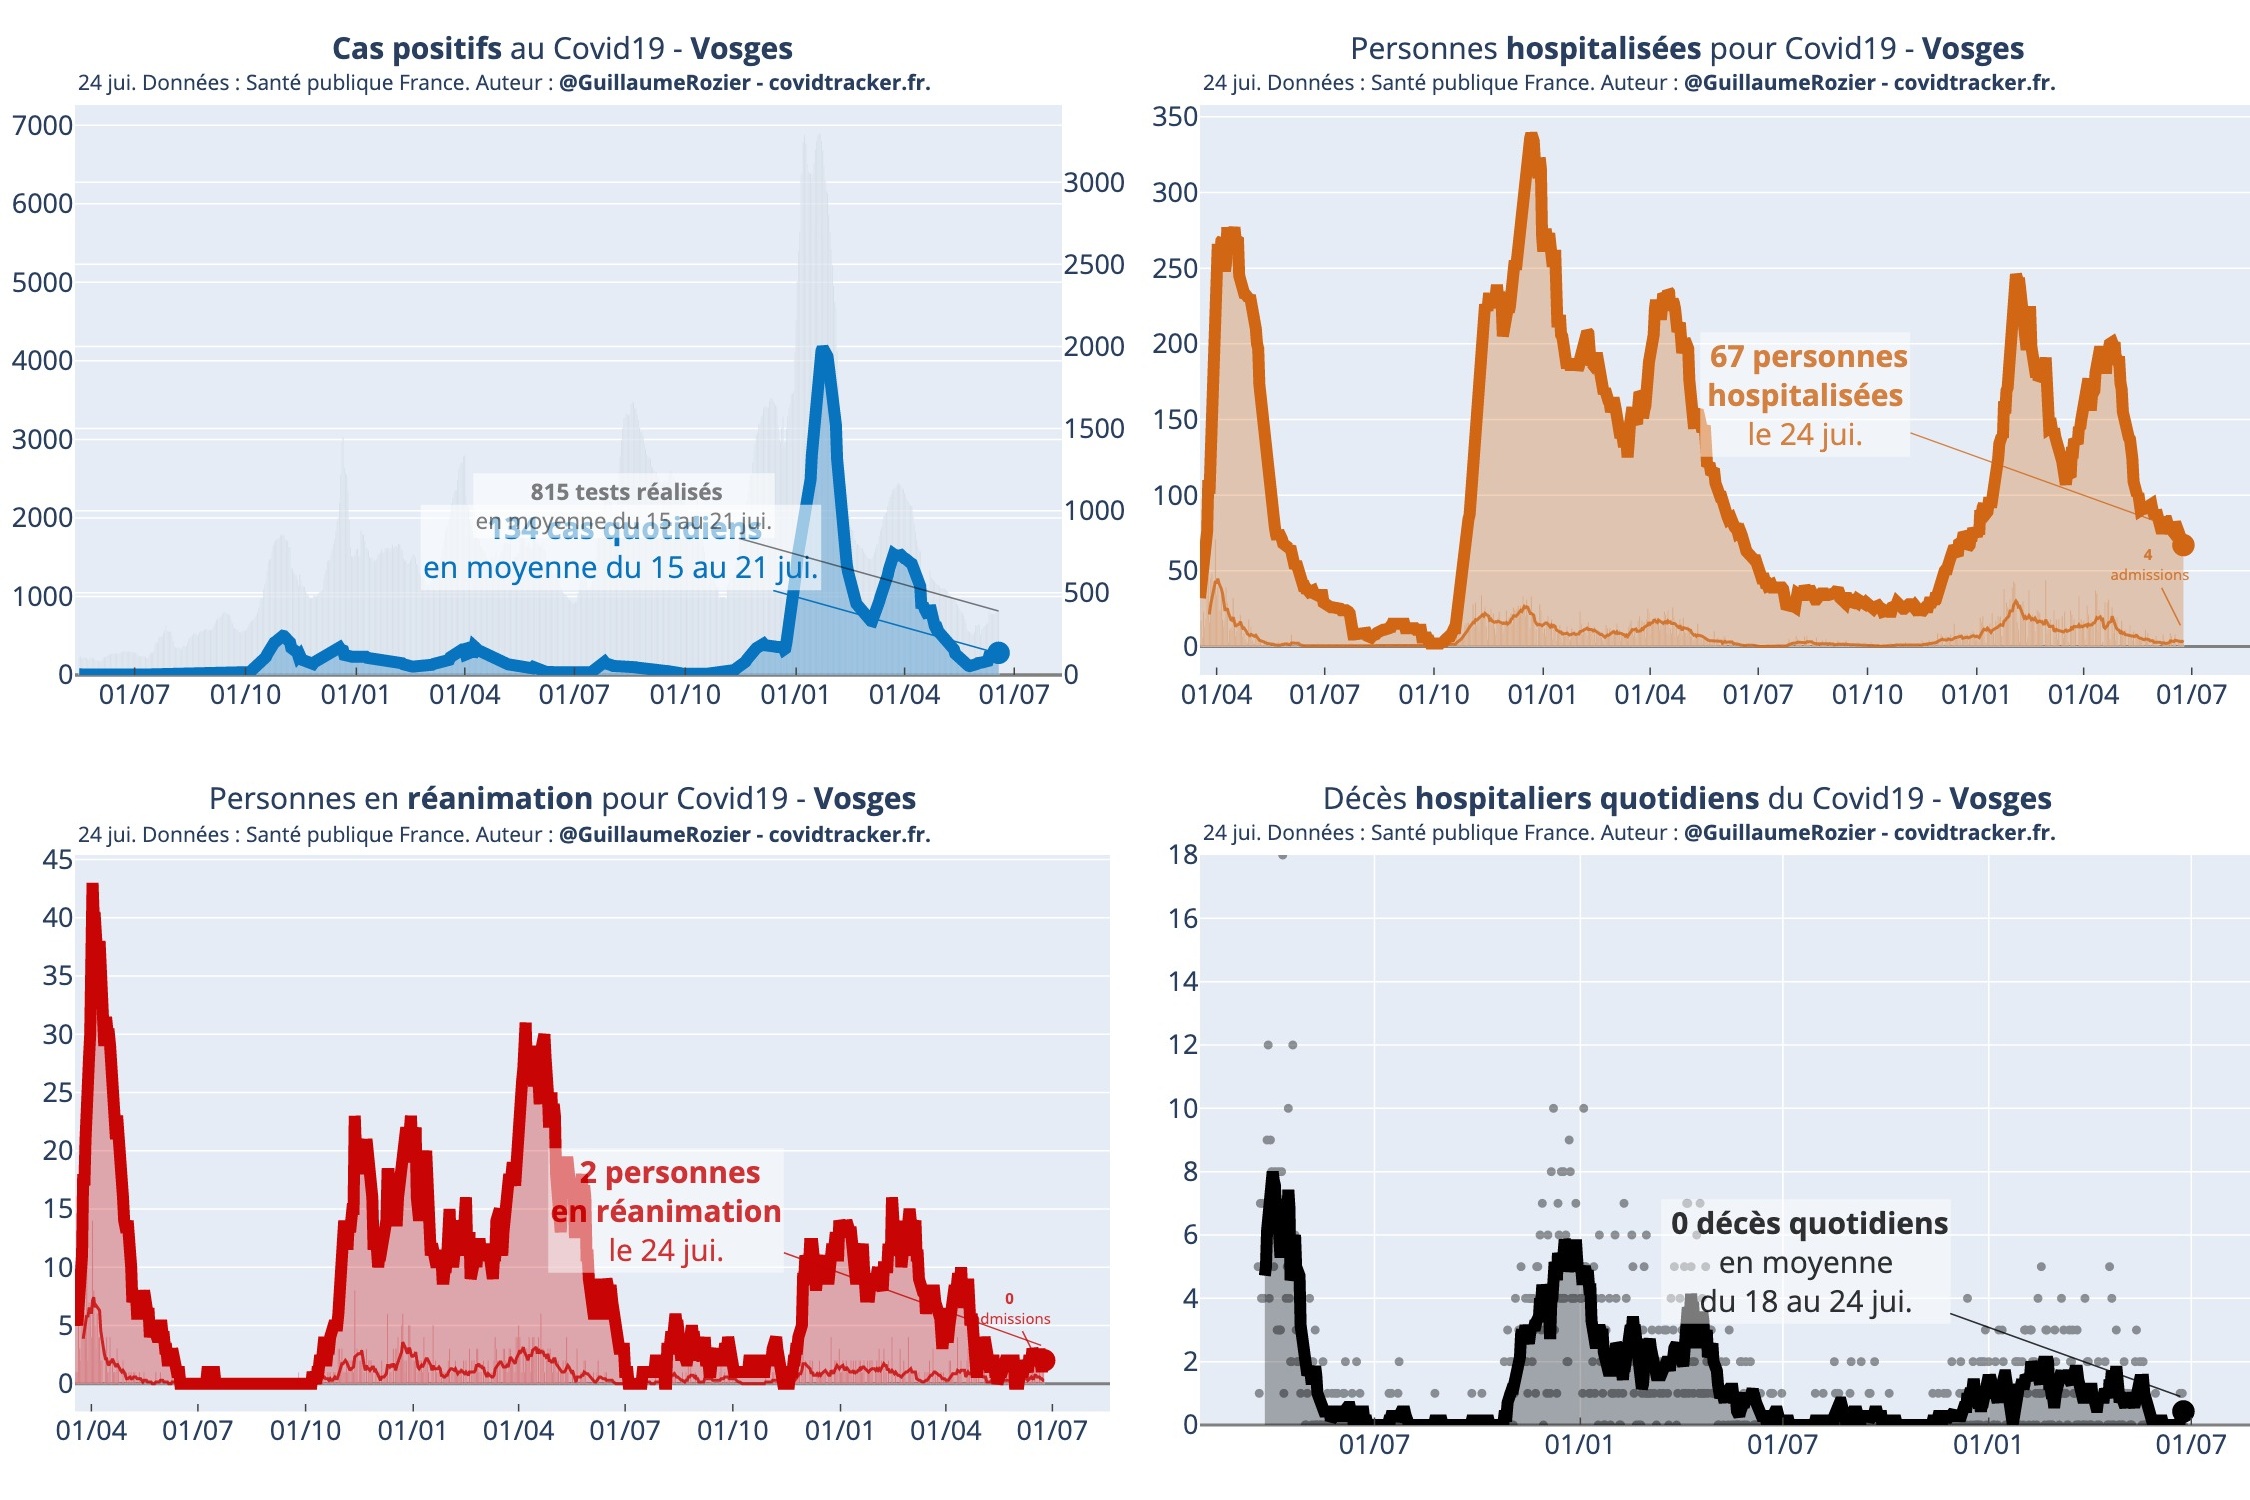 Cas positifs au Covid19 - Vosges
24 jui. Données : Santé publique France. Auteur : @GuillaumeRozier - covidtracker.fr.
7000
6000
5000
4000
3000
2000
1000
0
3000
2500
2000
1500
1000
500
0
815 tests réalisés
en moyenne du 15 au 21 jui.
134 cas quotidiens
en moyenne du 15 au 21 jui.
01/07 01/10 01/01 01/04 01/07 01/10 01/01 01/04 01/07
Personnes hospitalisées pour Covid19 - Vosges
24 jui. Données : Santé publique France. Auteur : @GuillaumeRozier - covidtracker.fr.
350
300
250
200
150
100
50
0
67 personnes
hospitalisées
le 24 jui.
4
admissions
01/04 01/07 01/10 01/01 01/04 01/07 01/10 01/01 01/04 01/07
Personnes en réanimation pour Covid19 - Vosges
24 jui. Données : Santé publique France. Auteur : @GuillaumeRozier - covidtracker.fr.
45
40
35
30
25
20
15
10
5
0
2 personnes
en réanimation
le 24 jui.
0
admissions
01/04 01/07 01/10 01/01 01/04 01/07 01/10 01/01 01/04 01/07
Décès hospitaliers quotidiens du Covid19 - Vosges
24 jui. Données : Santé publique France. Auteur : @GuillaumeRozier - covidtracker.fr.
18
16
14
12
10
8
6
4
2
0
0 décès quotidiens
en moyenne
du 18 au 24 jui.
01/07 01/01 01/07 01/01 01/07